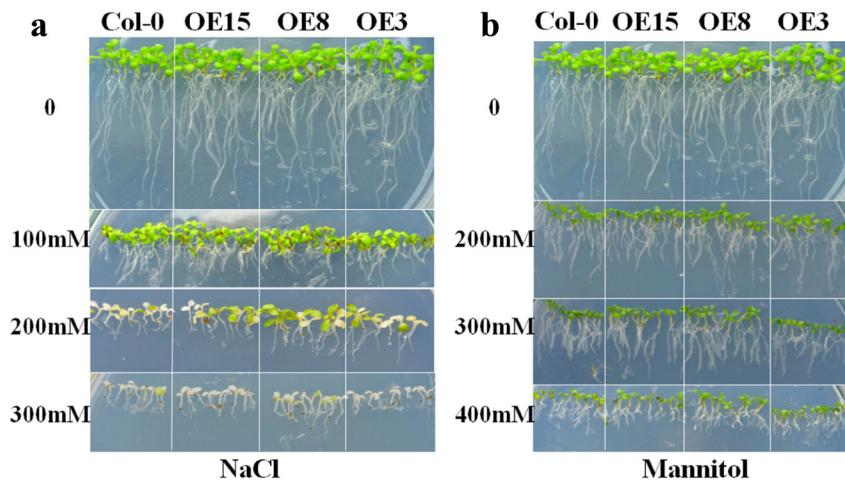 a
Col-0 OE15 OE8 OE3
0
100mM
200mM
300mM
NaCl
b
Col-0 OE15 OE8 OE3
0
200mM
300mM
400mM
Mannitol